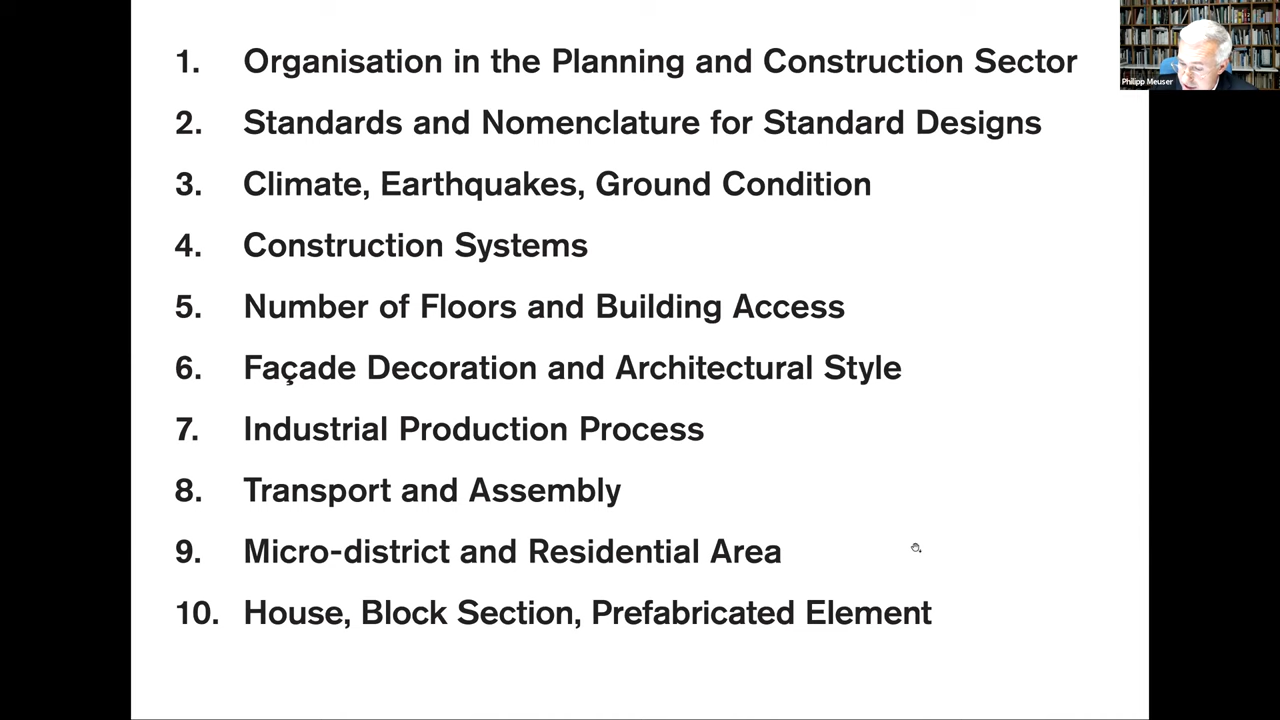 1. Organisation in the Planning and Construction Sector
2. Standards and Nomenclature for Standard Designs
3. Climate, Earthquakes, Ground Condition
4. Construction Systems
5. Number of Floors and Building Access
6. Façade Decoration and Architectural Style
7. Industrial Production Process
8. Transport and Assembly
9. Micro-district and Residential Area
10. House, Block Section, Prefabricated Element
Philipp Meuser